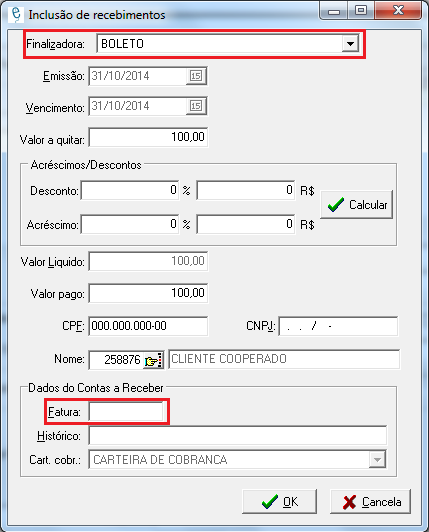 Inclusão de recebimentos
Finalizadora: BOLETO
Emissão: 31/10/2014 15
Vencimento: 31/10/2014 15
Valor a quitar: 100,00
Acréscimos/Descontos
Desconto: 0 % 0 R$
Calcular
Acréscimo: 0 % 0 R$
Valor Liquido: 100,00
Valor pago: 100,00
CPF: 000.000.000-00 CNPJ: . . / -
Nome: 258876 CLIENTE COOPERADO
Dados do Contas a Receber
Fatura:
Histórico:
Cart. cobr.: CARTEIRA DE COBRANCA
OK Cancela